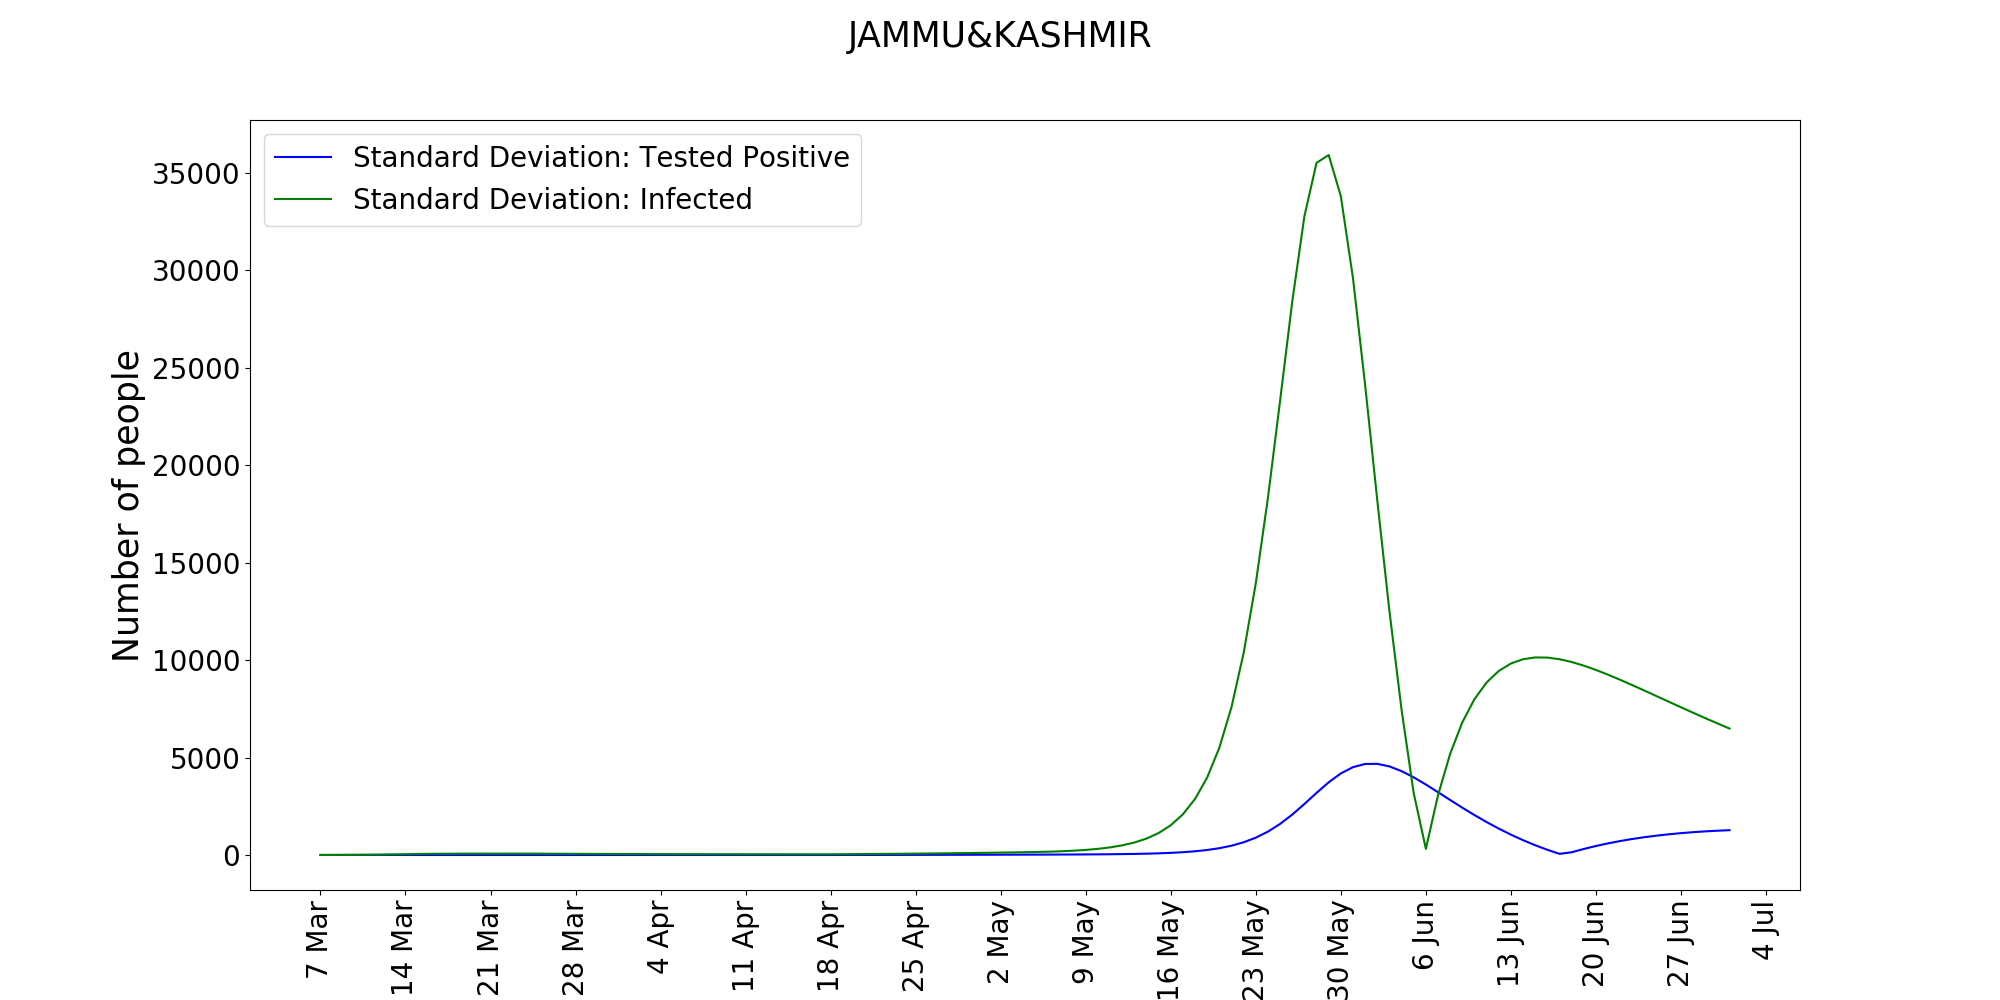 JAMMU&KASHMIR
Standard Deviation: Tested Positive
Standard Deviation: Infected
Number of people
35000
30000
25000
20000
15000
10000
5000
0
7 Mar
14 Mar
21 Mar
28 Mar
4 Apr
11 Apr
18 Apr
25 Apr
2 May
9 May
16 May
23 May
30 May
6 Jun
13 Jun
20 Jun
27 Jun
4 Jul